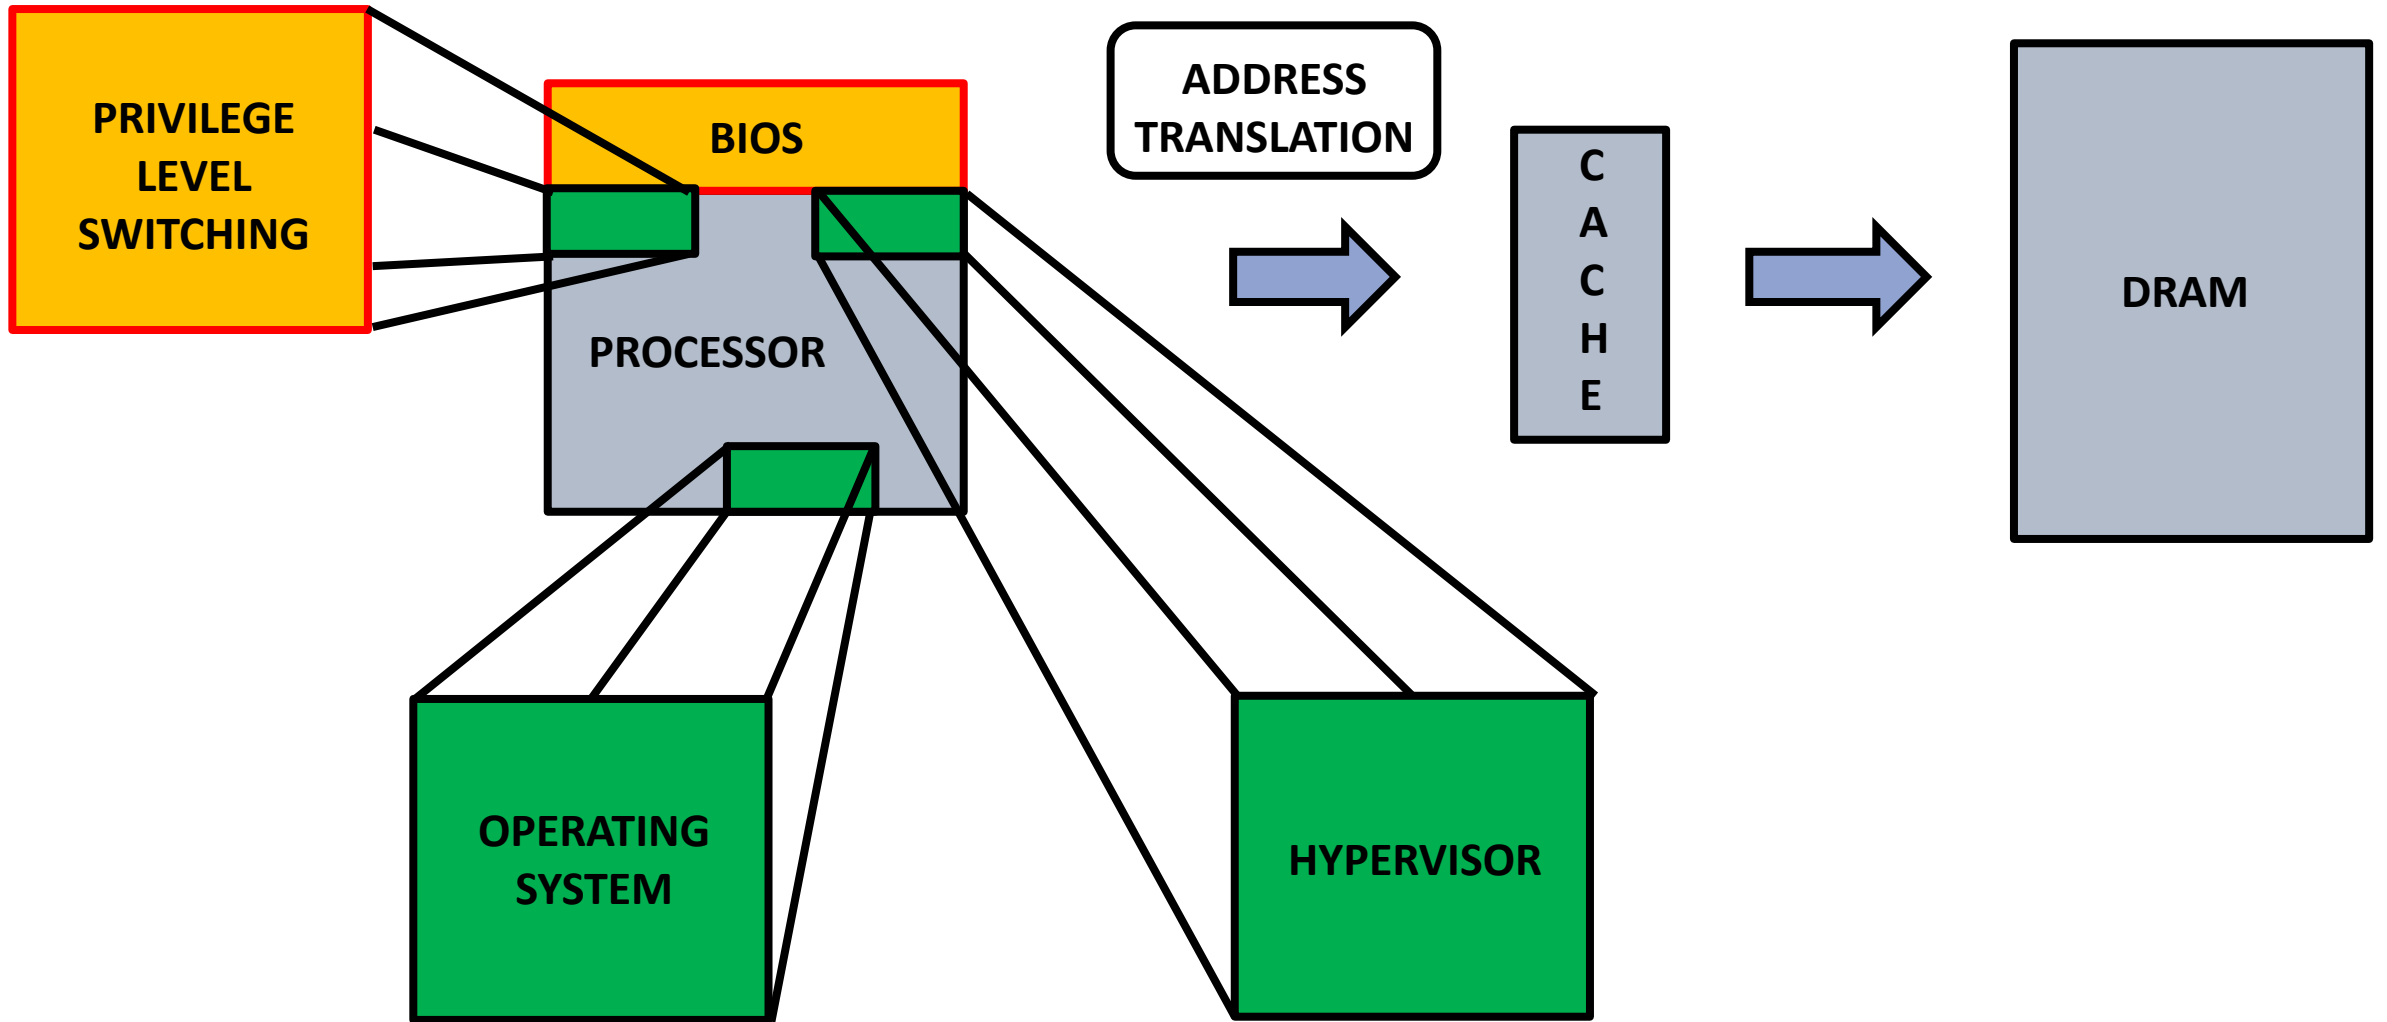 PRIVILEGE
LEVEL
SWITCHING
BIOS
PROCESSOR
ADDRESS
TRANSLATION
C
A
C
H
E
DRAM
OPERATING
SYSTEM
HYPERVISOR